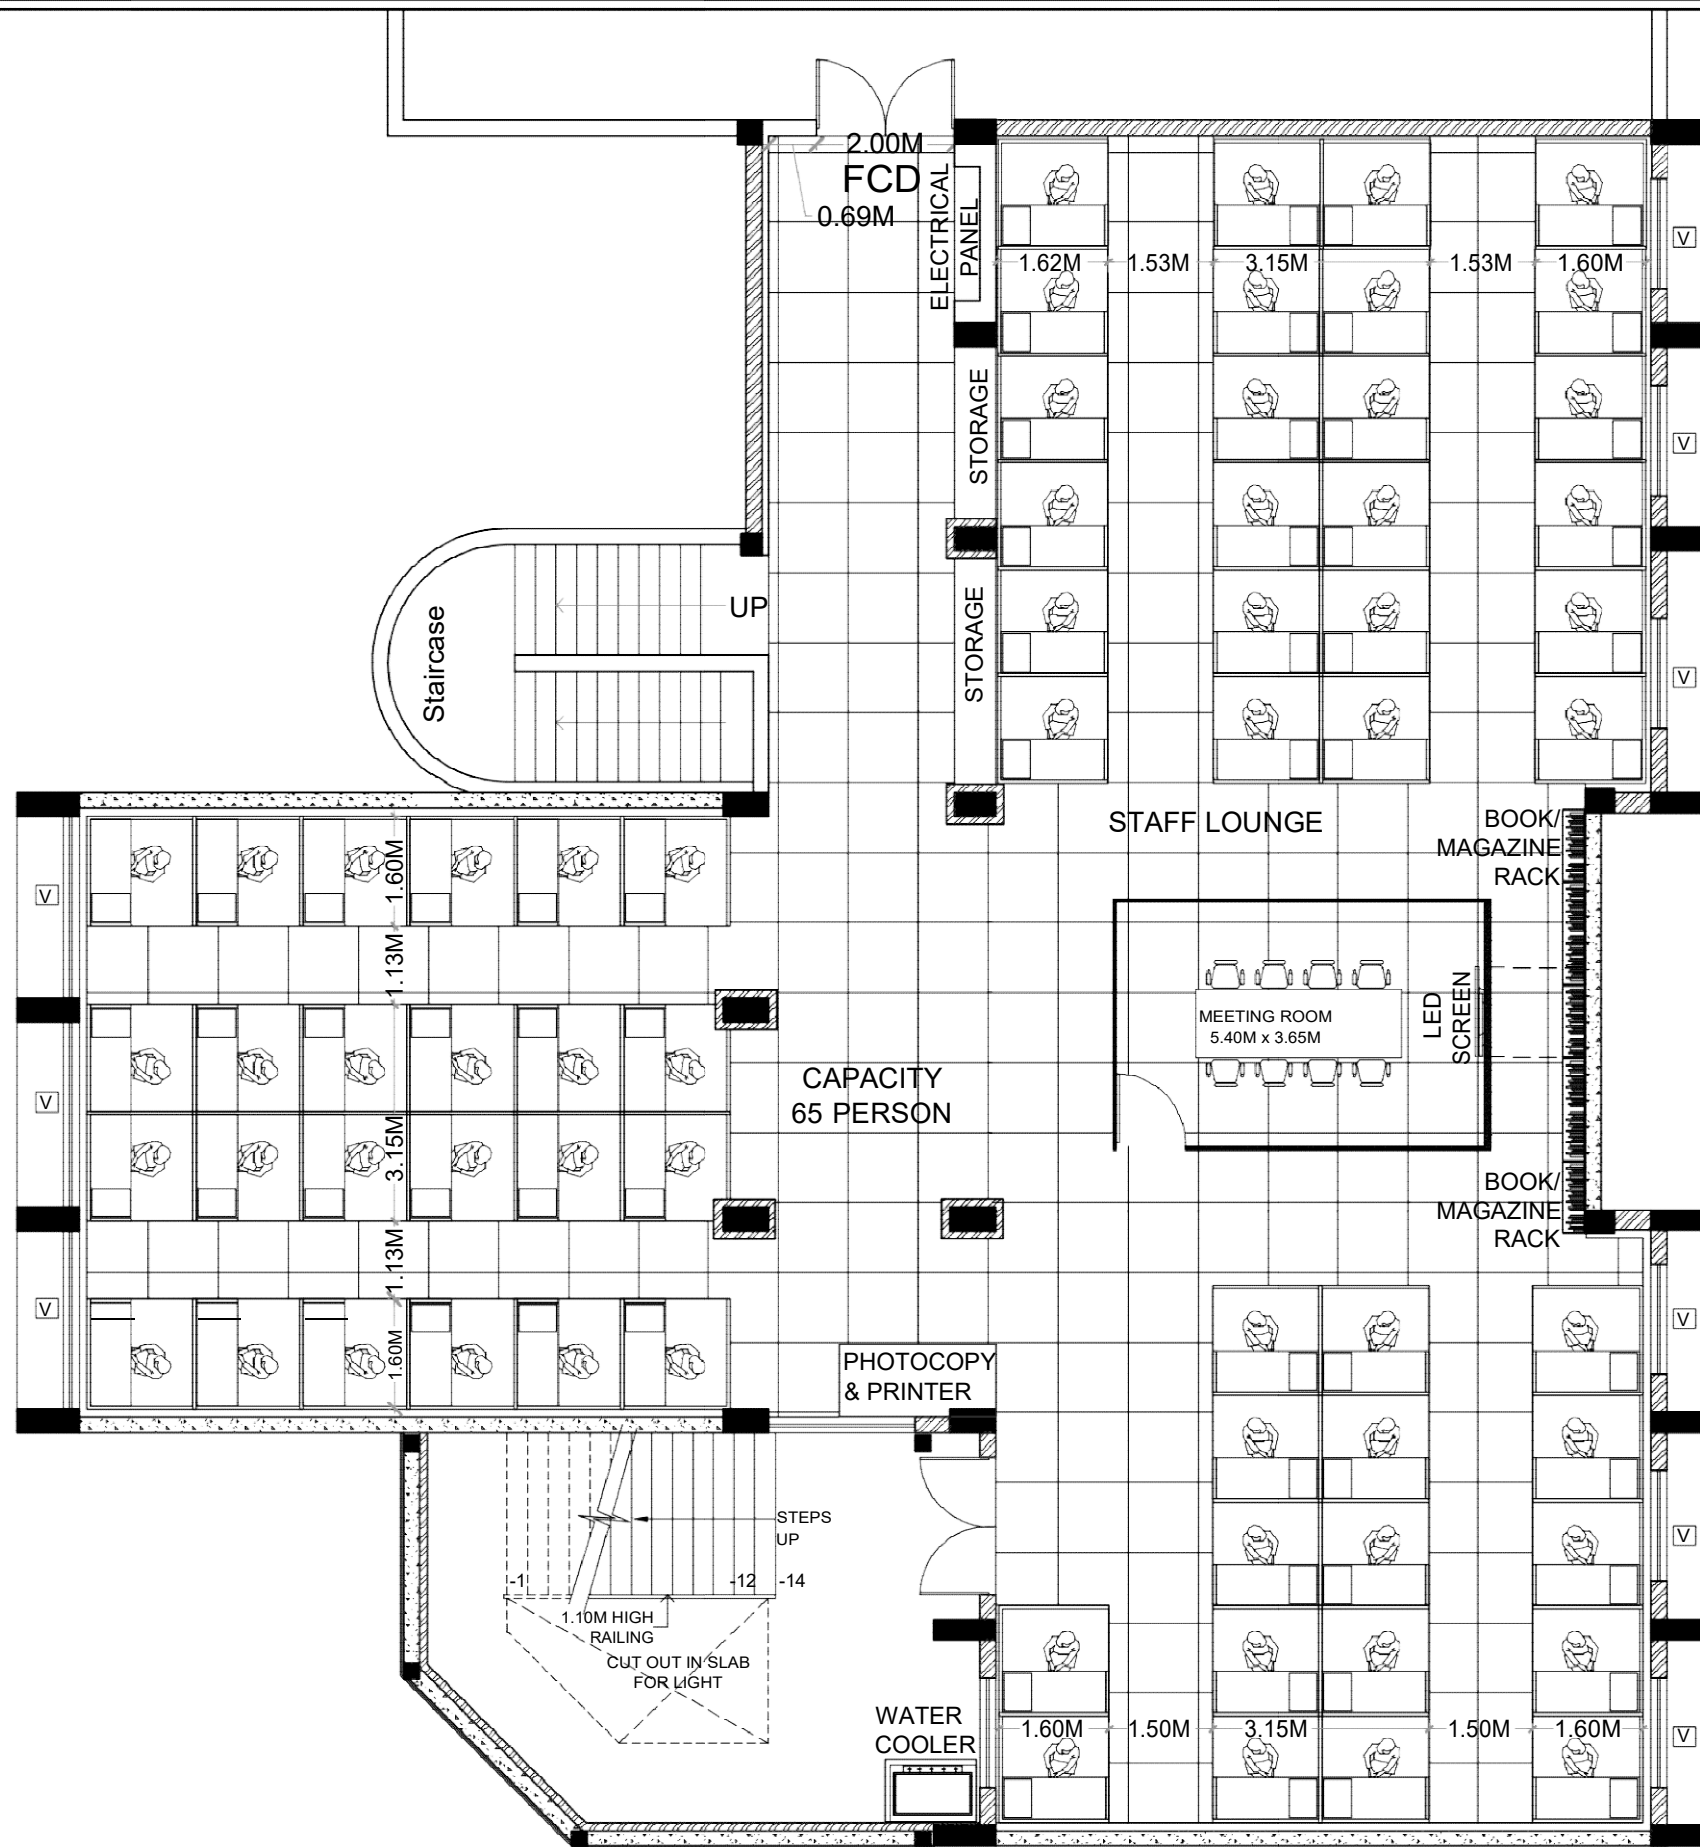 2.00M
FCD
0.69M
ELECTRICAL
PANEL
1.62M
1.53M
3.15M
1.53M
1.60M
V
STORAGE
V
STORAGE
V
UP
Staircase
STAFF LOUNGE
BOOK/
MAGAZINE
RACK
1.60M
V
1.13M
MEETING ROOM
5.40M x 3.65M
LED
SCREEN
CAPACITY
65 PERSON
V
3.15M
BOOK/
MAGAZINE
RACK
1.13M
V
V
1.60M
PHOTOCOPY
& PRINTER
STEPS
UP
V
-1
-12
-14
1.10M HIGH
RAILING
CUT OUT IN SLAB
FOR LIGHT
WATER
COOLER
1.60M
1.50M
3.15M
1.50M
1.60M
V